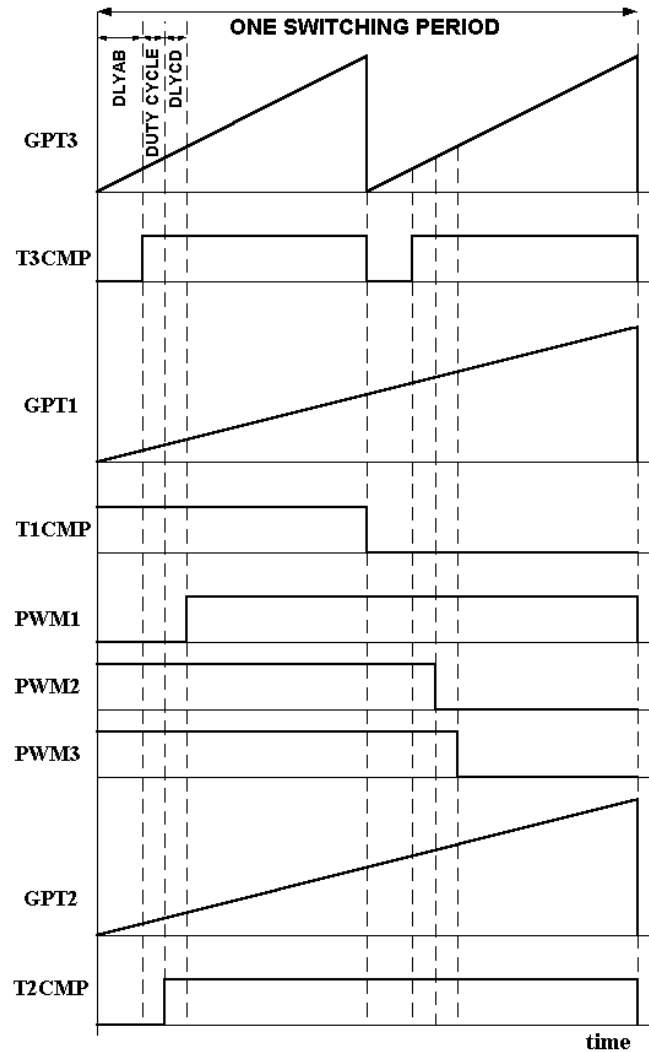 ONE SWITCHING PERIOD
DLYAB
DUTY CYCLE
DLYCD
GPT3
T3CMP
GPT1
T1CMP
PWM1
PWM2
PWM3
GPT2
T2CMP
time